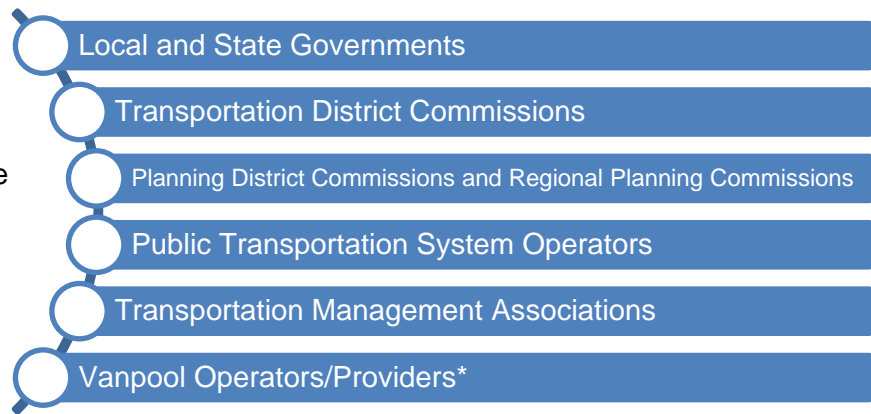 Local and State Governments
Transportation District Commissions
e
Planning District Commissions and Regional Planning Commissions
Public Transportation System Operators
Transportation Management Associations
Vanpool Operators/Providers*